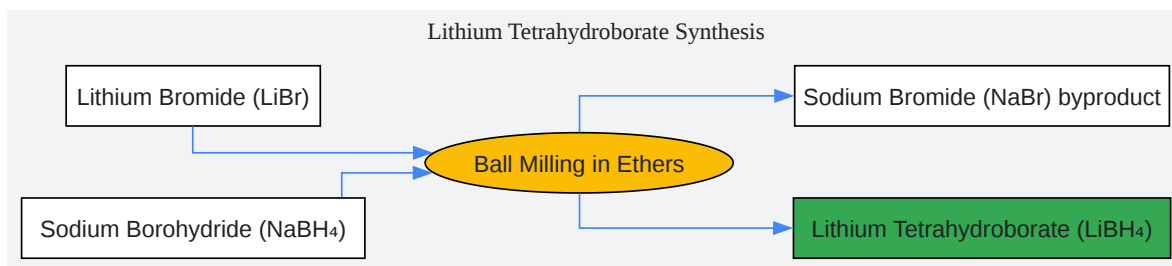 Lithium Tetrahydroborate Synthesis
Lithium Bromide (LiBr)
Sodium Bromide (NaBr) byproduct
Ball Milling in Ethers
Sodium Borohydride (NaBH₄)
Lithium Tetrahydroborate (LiBH₄)